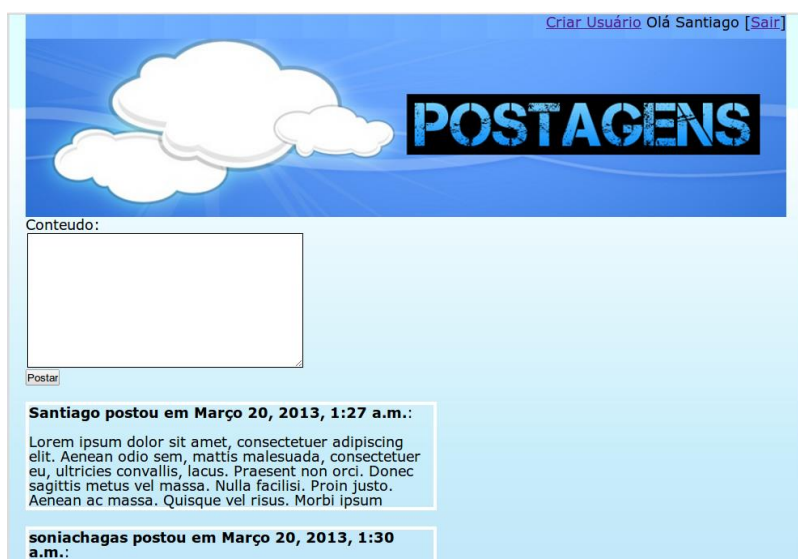 Criar Usuário Olá Santiago [Sair]
POSTAGENS
Conteudo:
Postar
Santiago postou em Março 20, 2013, 1:27 a.m.:
Lorem ipsum dolor sit amet, consectetuer adipiscing
elit. Aenean odio sem, mattis malesuada, consectetuer
eu, ultricies convallis, lacus. Praesent non orci. Donec
sagittis metus vel massa. Nulla facilisi. Proin justo.
Aenean ac massa. Quisque vel risus. Morbi ipsum
soniachagas postou em Março 20, 2013, 1:30
a.m.: